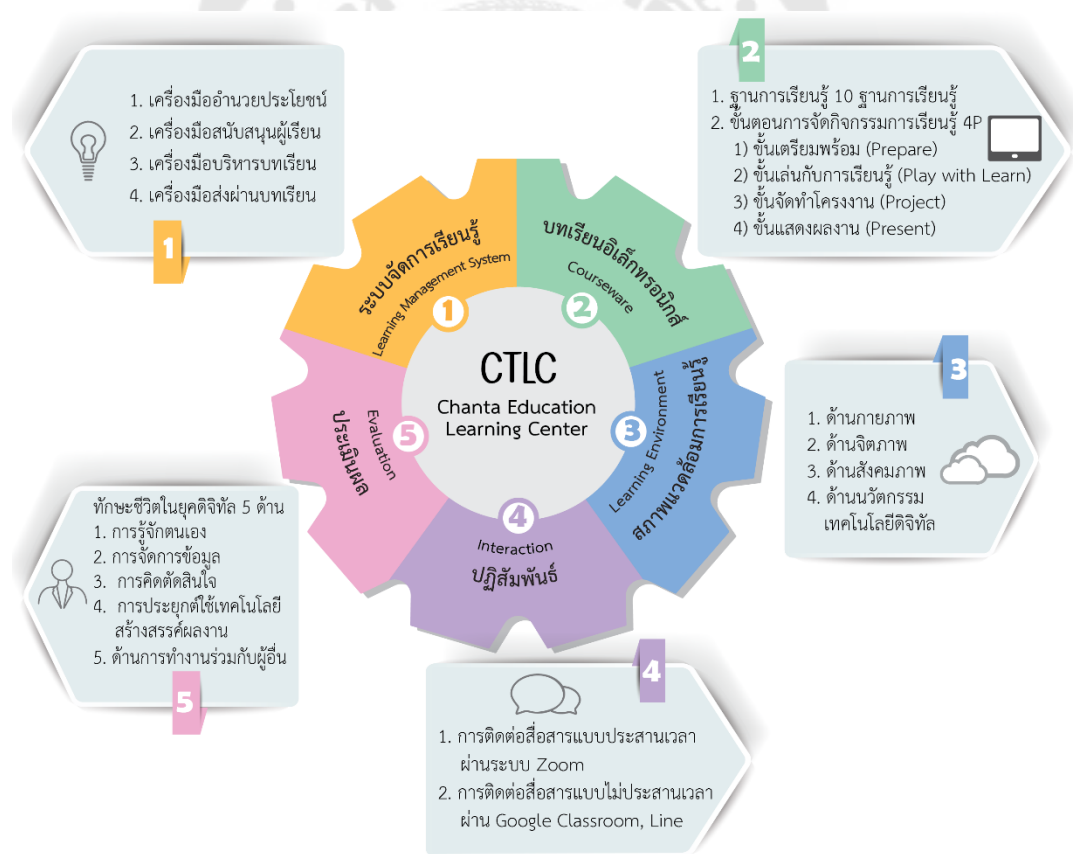 1
1. เครื่องมืออำนวยประโยชน์
2. เครื่องมือสนับสนุนผู้เรียน
3. เครื่องมือบริหารบทเรียน
4. เครื่องมือส่งผ่านบทเรียน
2
1. ฐานการเรียนรู้ 10 ฐานการเรียนรู้
2. ขั้นตอนการจัดกิจกรรมการเรียนรู้ 4P
1) ขั้นเตรียมพร้อม (Prepare)
2) ขั้นเล่นกับการเรียนรู้ (Play with Learn)
3) ขั้นจัดทำโครงงาน (Project)
4) ขั้นแสดงผลงาน (Present)
ระบบจัดการเรียนรู้
Learning Management System
1
บทเรียนอิเล็กทรอนิกส์
Courseware
2
CTLC
Chanta Education
Learning Center
สภาพแวดล้อมการเรียนรู้
Learning Environment
3
4
Interaction
ปฏิสัมพันธ์
5
Evaluation
ประเมินผล
3
1. ด้านกายภาพ
2. ด้านจิตภาพ
3. ด้านสังคมภาพ
4. ด้านนวัตกรรม
เทคโนโลยีดิจิทัล
ทักษะชีวิตในยุคดิจิทัล 5 ด้าน
1. การรู้จักตนเอง
2. การจัดการข้อมูล
3. การคิดตัดสินใจ
4. การประยุกต์ใช้เทคโนโลยี
สร้างสรรค์ผลงาน
5. ด้านการทำงานร่วมกับผู้อื่น
5
4
1. การติดต่อสื่อสารแบบประสานเวลา
ผ่านระบบ Zoom
2. การติดต่อสื่อสารแบบไม่ประสานเวลา
ผ่าน Google Classroom, Line